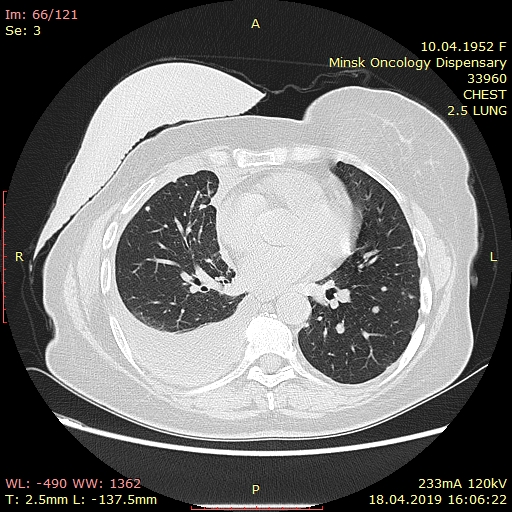 Im: 66/121
Se: 3
A
10.04.1952 F
Minsk Oncology Dispensary
33960
CHEST
2.5 LUNG
R
L
WL: -490 WW: 1362
T: 2.5mm L: -137.5mm
P
233mA 120kV
18.04.2019 16:06:22